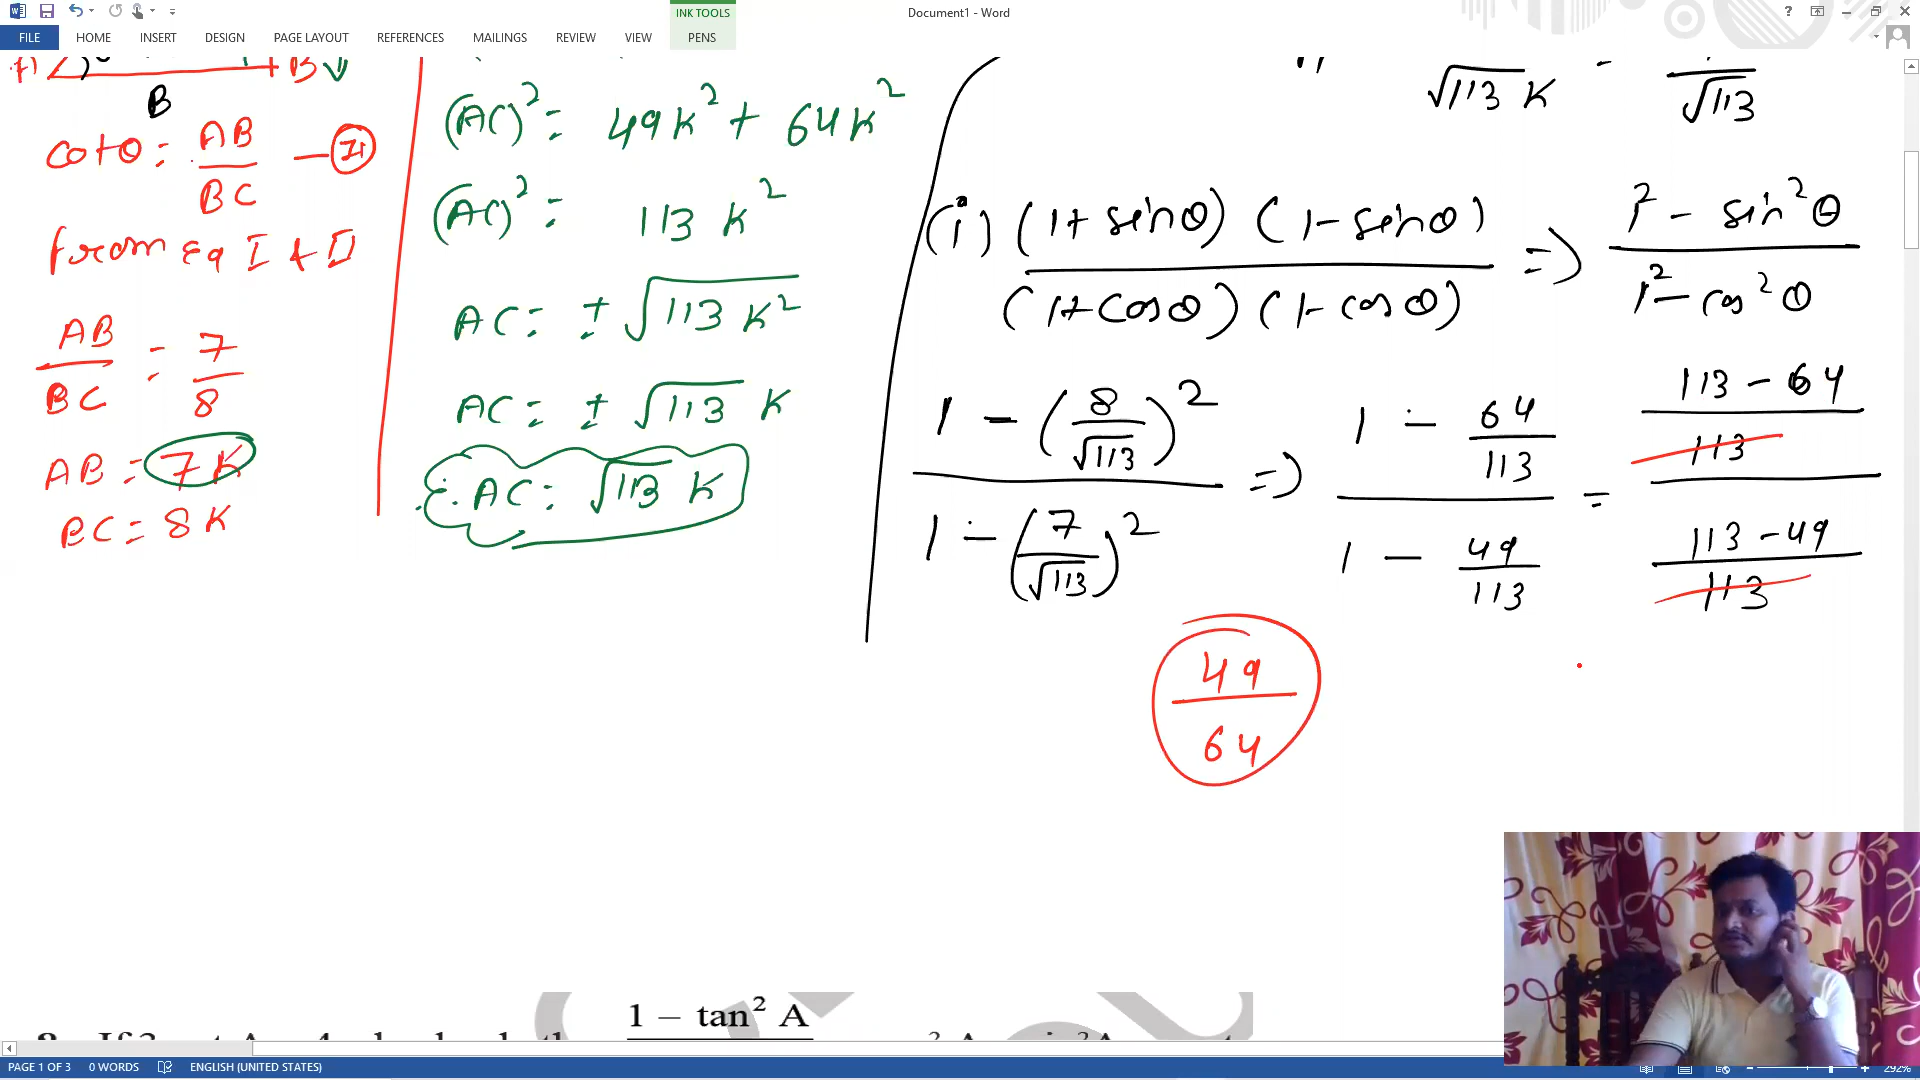 INK TOOLS
Document1 - Word
FILE HOME INSERT DESIGN PAGE LAYOUT REFERENCES MAILINGS REVIEW VIEW PENS
B
B
cotθ = AB/BC — II
from Eq I & II
AB/BC = 7/8
AB = 7K
BC = 8K
(AC)² = 49K² + 64K²
(AC)² = 113 K²
AC = ± √113 K²
AC = ± √113 K
∴ AC = √113 K
√113 K
√113
(i) (1+sinθ) (1-sinθ) / (1+cosθ) (1-cosθ) => 1² - sin²θ / 1² - cos²θ
1 - (8/√113)² / 1 - (7/√113)² => 1 - 64/113 / 1 - 49/113 = 113 - 64 / 113 / 113 - 49 / 113
49/64
1 − tan² A
PAGE 1 OF 3 0 WORDS ENGLISH (UNITED STATES)
292%